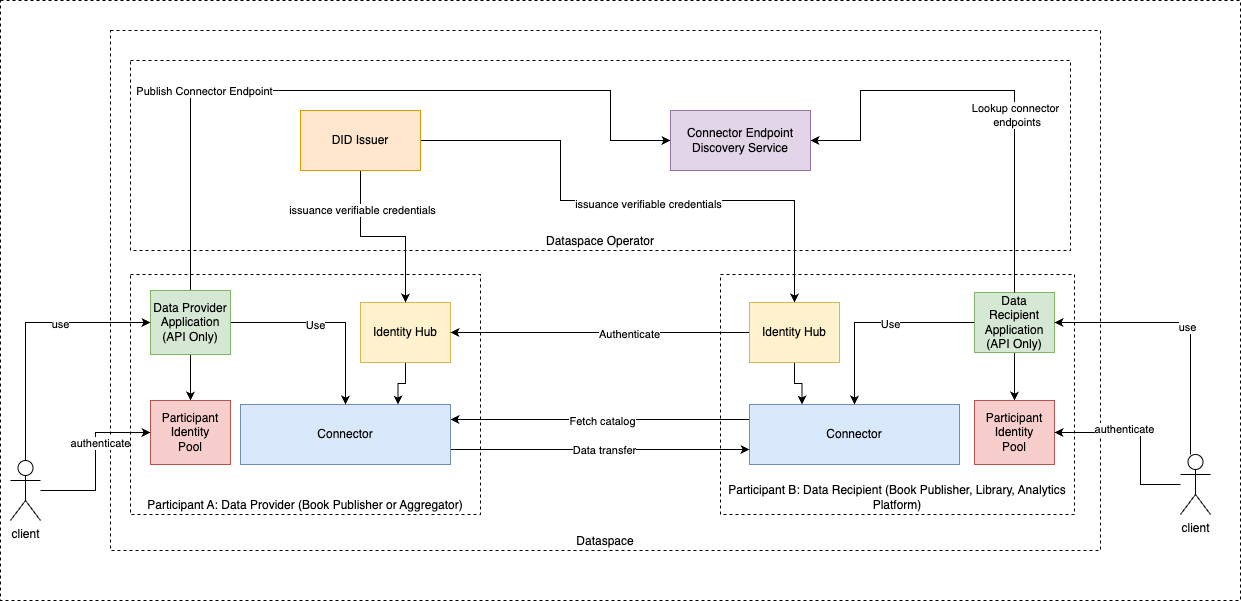 Publish Connector Endpoint
Lookup connector
endpoints
DID Issuer
Connector Endpoint
Discovery Service
issuance verifiable credentials
issuance verifiable credentials
Dataspace Operator
Data Provider
Application
(API Only)
Identity Hub
Identity Hub
Data
Recipient
Application
(API Only)
use
Use
Authenticate
Use
use
Participant
Identity
Pool
Connector
Fetch catalog
Data transfer
Connector
Participant
Identity
Pool
authenticate
authenticate
Participant A: Data Provider (Book Publisher or Aggregator)
Participant B: Data Recipient (Book Publisher, Library, Analytics
Platform)
client
client
Dataspace